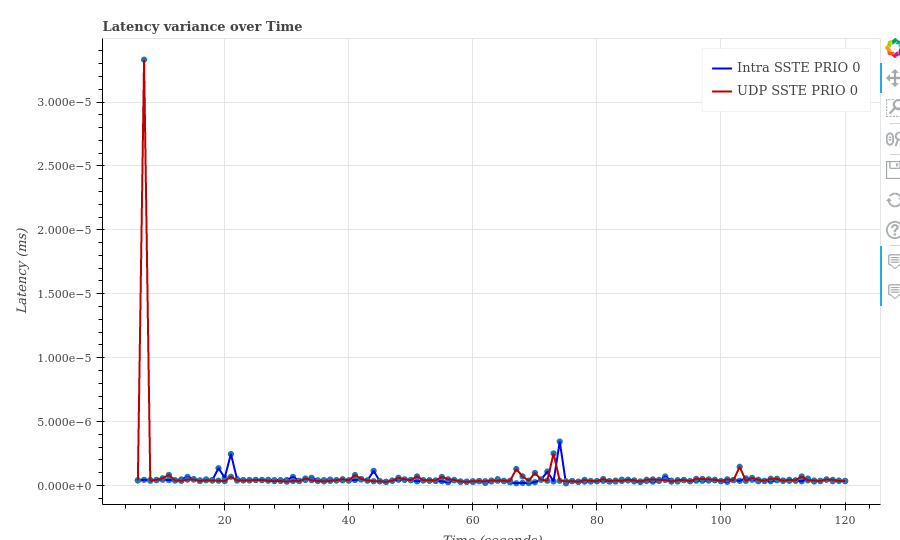 Latency variance over Time
Intra SSTE PRIO 0
UDP SSTE PRIO 0
3.000e−5
2.500e−5
2.000e−5
1.500e−5
1.000e−5
5.000e−6
0.000e+0
Latency (ms)
20 40 60 80 100 120
Time (seconds)